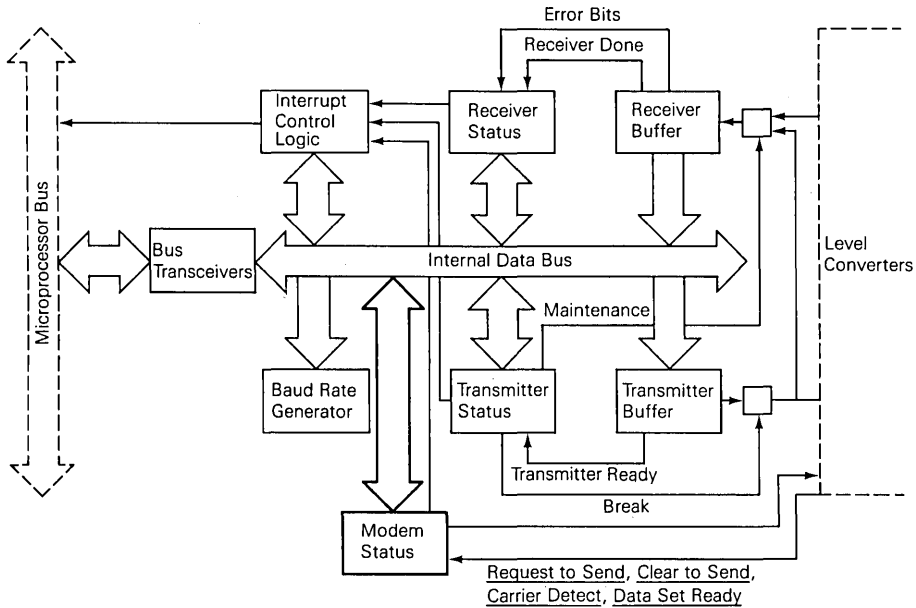 Error Bits
Receiver Done
Interrupt
Control
Logic
Receiver
Status
Receiver
Buffer
Microprocessor Bus
Bus
Transceivers
Internal Data Bus
Level
Converters
Maintenance
Baud Rate
Generator
Transmitter
Status
Transmitter
Buffer
Transmitter Ready
Break
Modem
Status
Request to Send, Clear to Send,
Carrier Detect, Data Set Ready